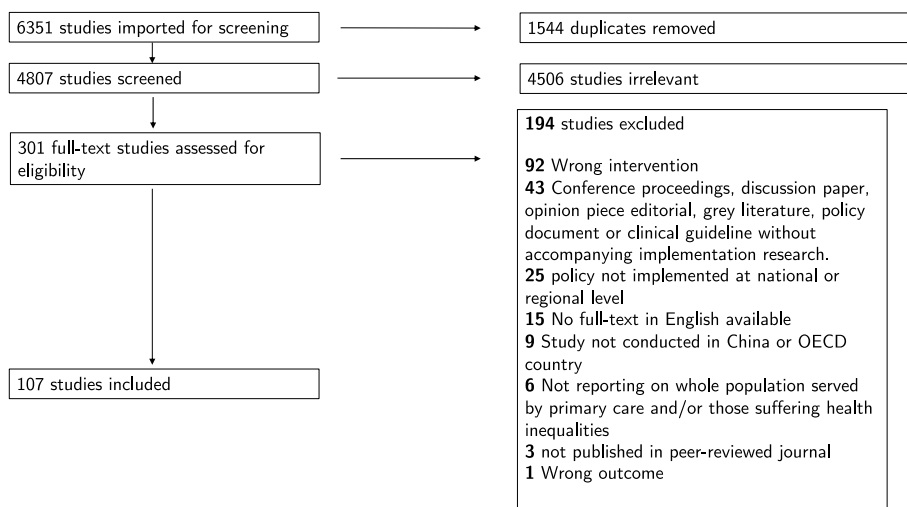 6351 studies imported for screening
1544 duplicates removed
4807 studies screened
4506 studies irrelevant
301 full-text studies assessed for
eligibility
194 studies excluded
92 Wrong intervention
43 Conference proceedings, discussion paper,
opinion piece editorial, grey literature, policy
document or clinical guideline without
accompanying implementation research.
25 policy not implemented at national or
regional level
15 No full-text in English available
9 Study not conducted in China or OECD
country
6 Not reporting on whole population served
by primary care and/or those suffering health
inequalities
3 not published in peer-reviewed journal
1 Wrong outcome
107 studies included